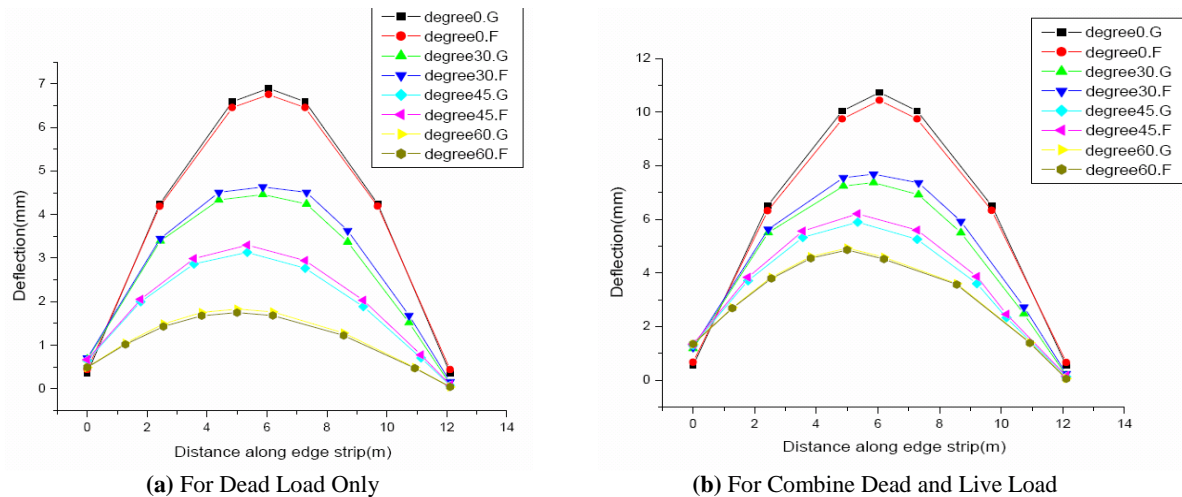 degree0.G
degree0.F
degree30.G
degree30.F
degree45.G
degree45.F
degree60.G
degree60.F
7
6
5
4
3
2
1
0
Deflection(mm)
0 2 4 6 8 10 12 14
Distance along edge strip(m)
(a) For Dead Load Only
degree0.G
degree0.F
degree30.G
degree30.F
degree45.G
degree45.F
degree60.G
degree60.F
12
10
8
6
4
2
0
Deflection(mm)
0 2 4 6 8 10 12 14
Distance along edge strip(m)
(b) For Combine Dead and Live Load